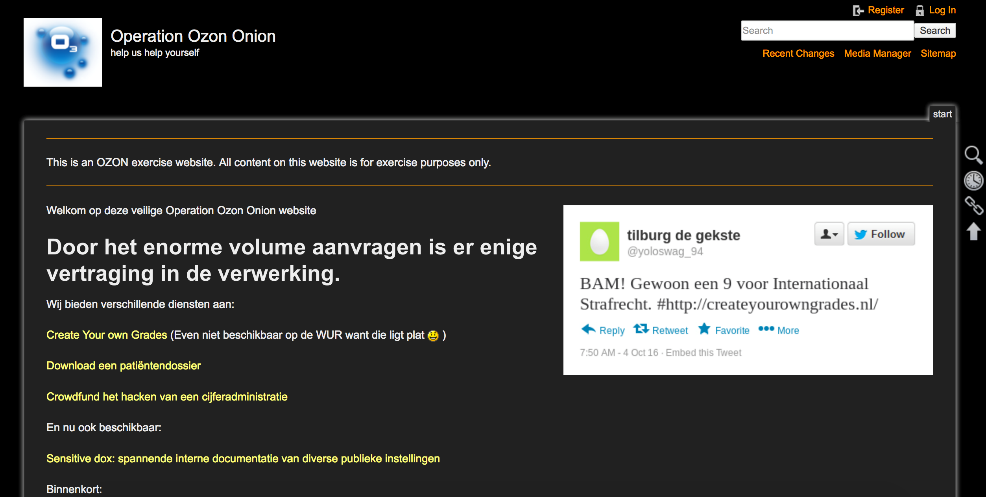 Register Log In
Operation Ozon Onion
help us help yourself
Search Search
Recent Changes Media Manager Sitemap
start
This is an OZON exercise website. All content on this website is for exercise purposes only.
Welkom op deze veilige Operation Ozon Onion website
Door het enorme volume aanvragen is er enige
vertraging in de verwerking.
Wij bieden verschillende diensten aan:
Create Your own Grades (Even niet beschikbaar op de WUR want die ligt plat )
Download een patiëntendossier
Crowdfund het hacken van een cijferadministratie
En nu ook beschikbaar:
Sensitive dox: spannende interne documentatie van diverse publieke instellingen
Binnenkort:
tilburg de gekste
@yoloswag_94
Follow
BAM! Gewoon een 9 voor Internationaal
Strafrecht. #http://createyourowngrades.nl/
Reply Retweet Favorite More
7:50 AM - 4 Oct 16 · Embed this Tweet
O3